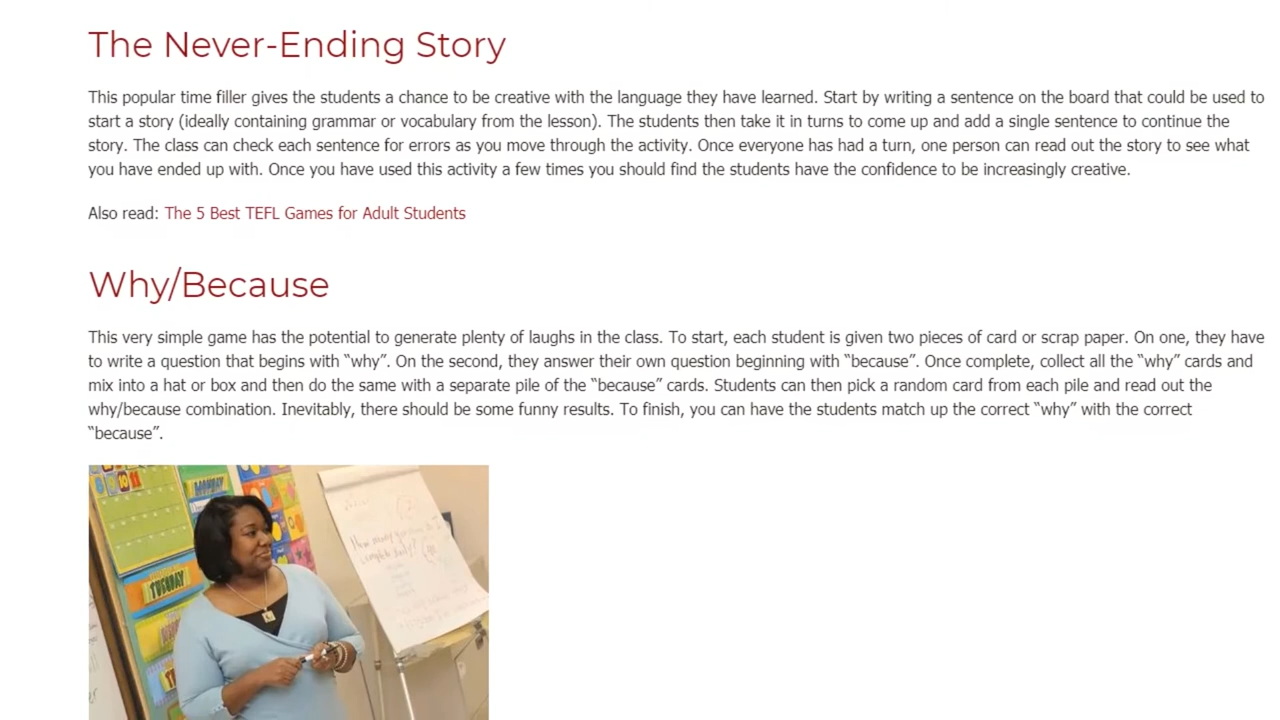 The Never-Ending Story
This popular time filler gives the students a chance to be creative with the language they have learned. Start by writing a sentence on the board that could be used to
start a story (ideally containing grammar or vocabulary from the lesson). The students then take it in turns to come up and add a single sentence to continue the
story. The class can check each sentence for errors as you move through the activity. Once everyone has had a turn, one person can read out the story to see what
you have ended up with. Once you have used this activity a few times you should find the students have the confidence to be increasingly creative.
Also read: The 5 Best TEFL Games for Adult Students
Why/Because
This very simple game has the potential to generate plenty of laughs in the class. To start, each student is given two pieces of card or scrap paper. On one, they have
to write a question that begins with “why”. On the second, they answer their own question beginning with “because”. Once complete, collect all the “why” cards and
mix into a hat or box and then do the same with a separate pile of the “because” cards. Students can then pick a random card from each pile and read out the
why/because combination. Inevitably, there should be some funny results. To finish, you can have the students match up the correct “why” with the correct
“because”.
10 11
MONDAY
TUESDAY
How many